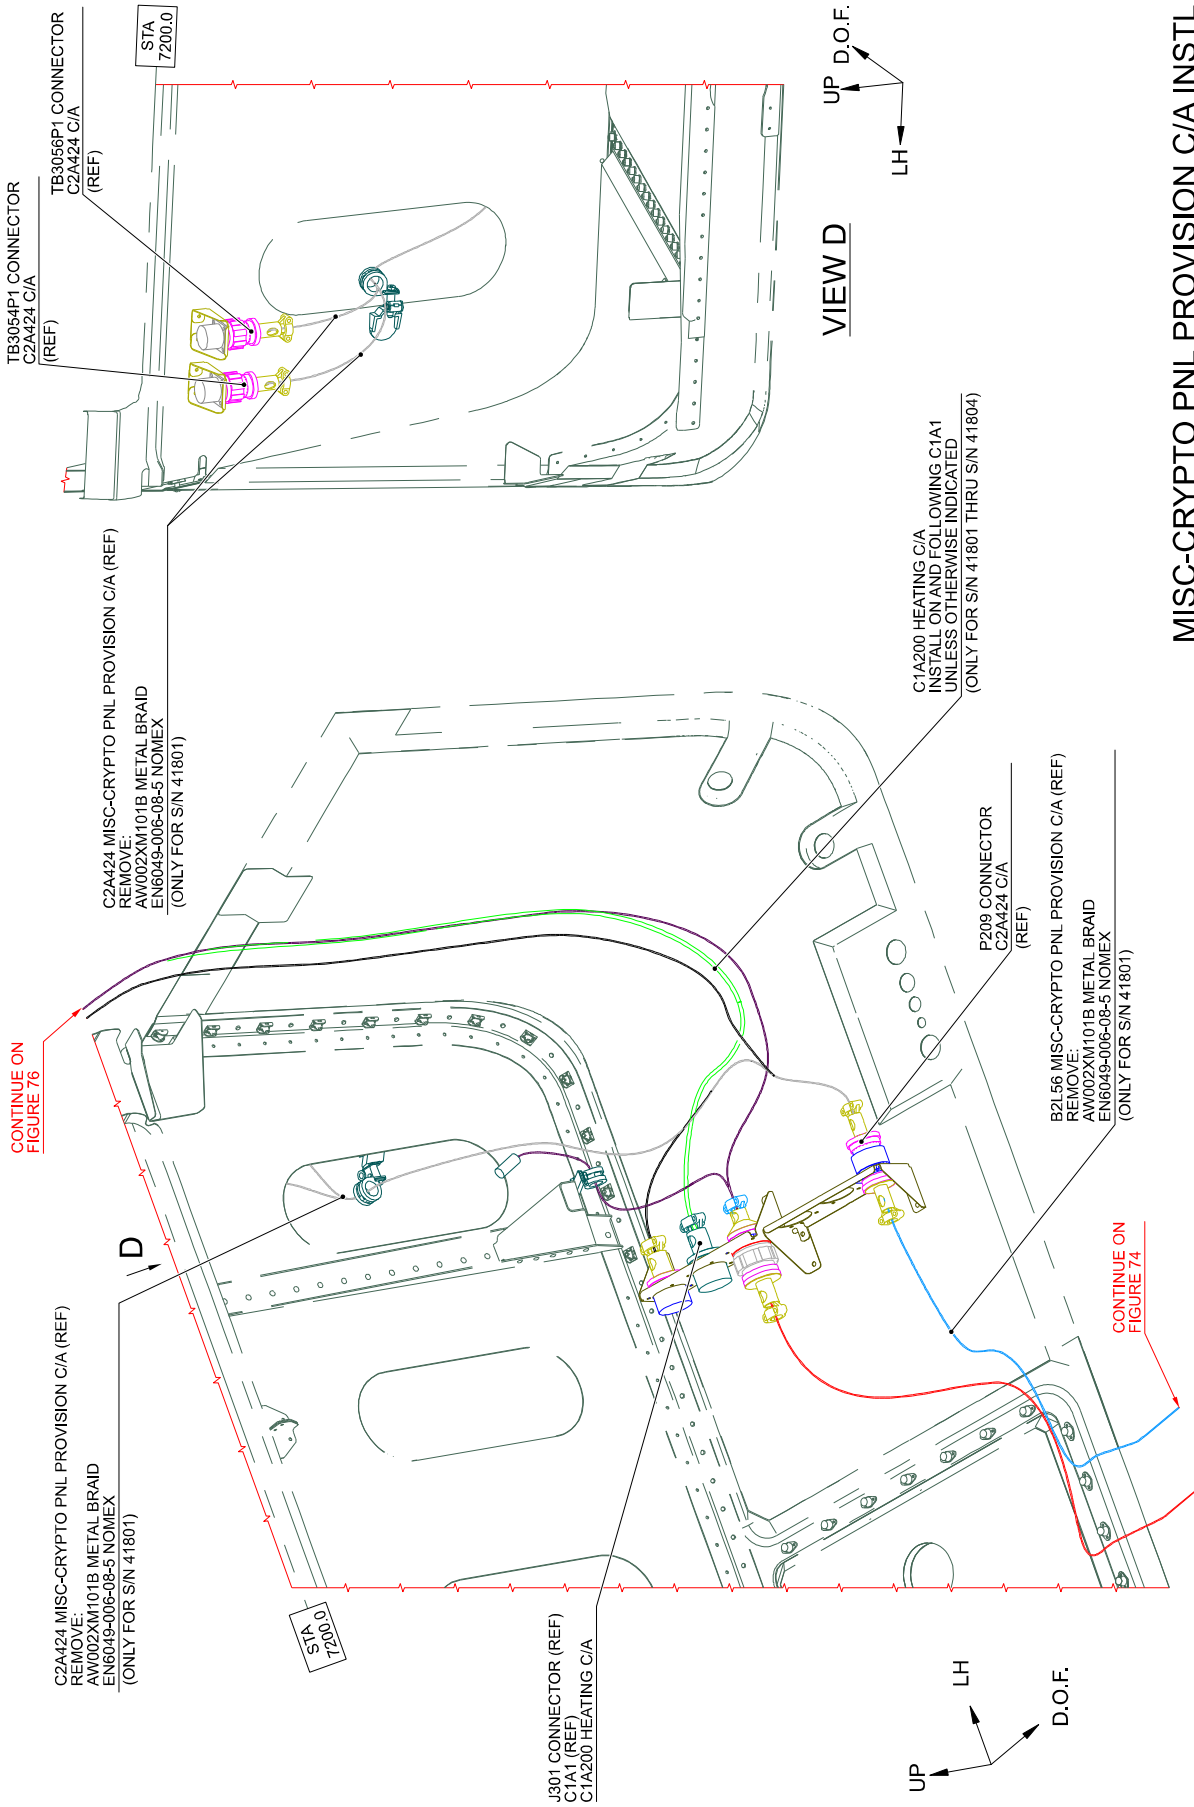 C2A424 MISC-CRYPTO PNL PROVISION C/A (REF
REMOVE:
AW002XM101B METAL BRAID
EN6049-006-08-5 NOMEX
(ONLY FOR S/N 41801)
CONTINUE ON
FIGURE 76
C2A424 MISC-CRYPTO PNL PROVISION C/A (REF)
REMOVE:
AW002XM101B METAL BRAID
EN6049-006-08-5 NOMEX
(ONLY FOR S/N 41801)
TB3054P1 CONNECTOR
C2A424 C/A
(REF)
TB3056P1 CONNECTOR
C2A424 C/A
(REF)
STA
7200.0
D
STA
7200.0
UP
D.O.F.
LH
VIEW D
J301 CONNECTOR (REF)
C1A1 (REF)
C1A200 HEATING C/A
C1A200 HEATING C/A
INSTALL ON AND FOLLOWING C1A1
UNLESS OTHERWISE INDICATED
(ONLY FOR S/N 41801 THRU S/N 41804)
P209 CONNECTOR
C2A424 C/A
(REF)
B2L56 MISC-CRYPTO PNL PROVISION C/A (REF)
REMOVE:
AW002XM101B METAL BRAID
EN6049-006-08-5 NOMEX
(ONLY FOR S/N 41801)
CONTINUE ON
FIGURE 74
UP
LH
D.O.F.
MISC-CRYPTO PNL PROVISION C/A INSTL